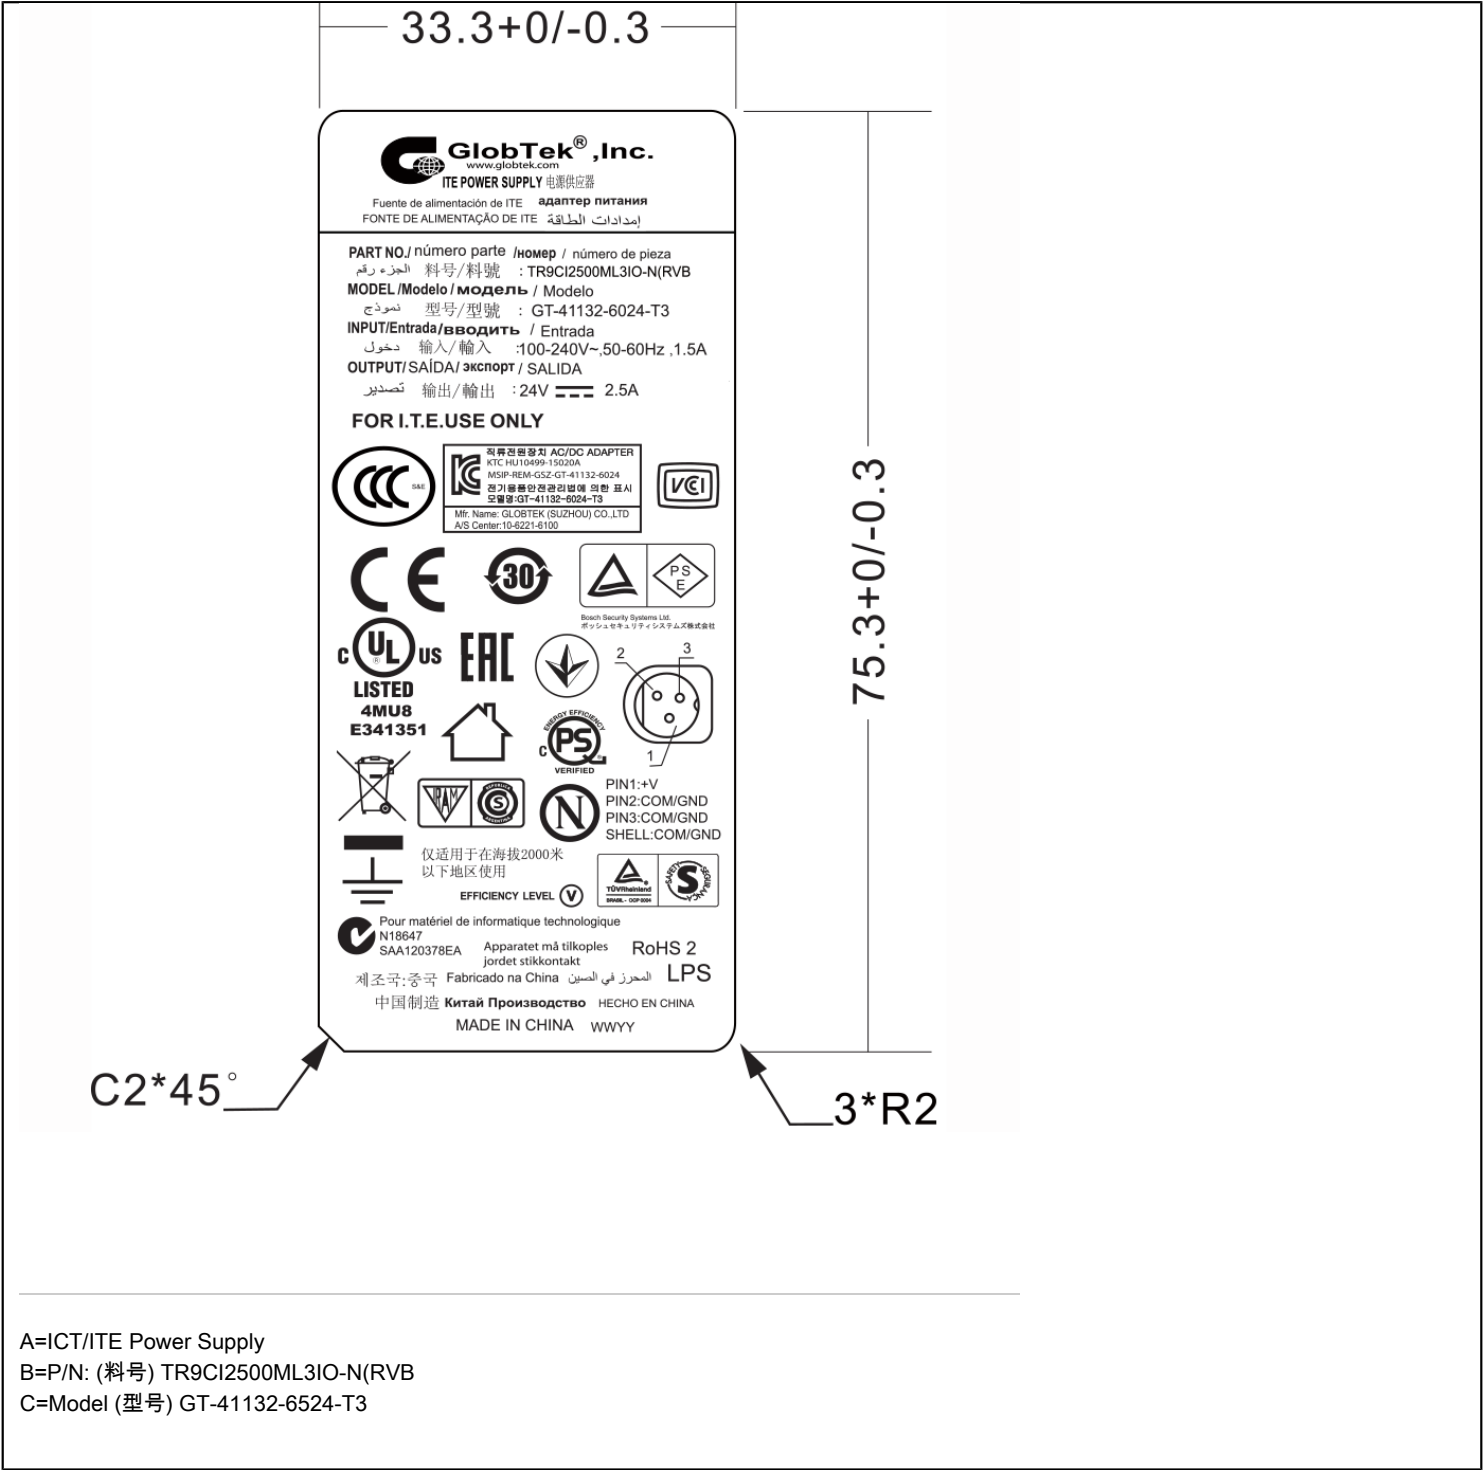 33.3+0/-0.3
GlobTek® ,Inc.
www.globtek.com
ITE POWER SUPPLY 电源供应器
Fuente de alimentación de ITE адаптер питания
FONTE DE ALIMENTAÇÃO DE ITE إمدادات الطاقة
PART NO./ número parte /номер / número de pieza
الجزء رقم 料号/料號 : TR9CI2500ML3IO-N(RVB
MODEL /Modelo / модель / Modelo
نموذج 型号/型號 : GT-41132-6024-T3
INPUT/Entrada/вводить / Entrada
دخول 输入/輸入 :100-240V~,50-60Hz ,1.5A
OUTPUT/ SAÍDA/ экспорт / SALIDA
تصدير 输出/輸出 : 24V 2.5A
FOR I.T.E.USE ONLY
CCC S&E
직류전원장치 AC/DC ADAPTER
KTC HU10499-15020A
MSIP-REM-GSZ-GT-41132-6024
전기용품안전관리법에 의한 표시
모델명:GT-41132-6024-T3
Mfr. Name: GLOBTEK (SUZHOU) CO.,LTD
A/S Center:10-6221-6100
VCCI
CE
30
PS
E
Bosch Security Systems Ltd.
ボッシュセキュリティシステムズ株式会社
C UL ® US
LISTED
4MU8
E341351
EAC
2
3
1
ENERGY EFFICIENCY
C PS
VERIFIED
IRAM
REPUBLICA
S
ARGENTINA
N
PIN1:+V
PIN2:COM/GND
PIN3:COM/GND
SHELL:COM/GND
仅适用于在海拔2000米
以下地区使用
EFFICIENCY LEVEL V
TÜVRheinland
BRASIL - OCP 0004
SAFETY
S
SEGURANÇA
Pour matériel de informatique technologique
N18647
SAA120378EA
Apparatet må tilkoples
jordet stikkontakt
RoHS 2
제조국:중국 Fabricado na China المحرز في الصين LPS
中国制造 Китай Производство HECHO EN CHINA
MADE IN CHINA WWYY
75.3+0/-0.3
C2*45°
3*R2
A=ICT/ITE Power Supply
B=P/N: (料号) TR9CI2500ML3IO-N(RVB
C=Model (型号) GT-41132-6524-T3